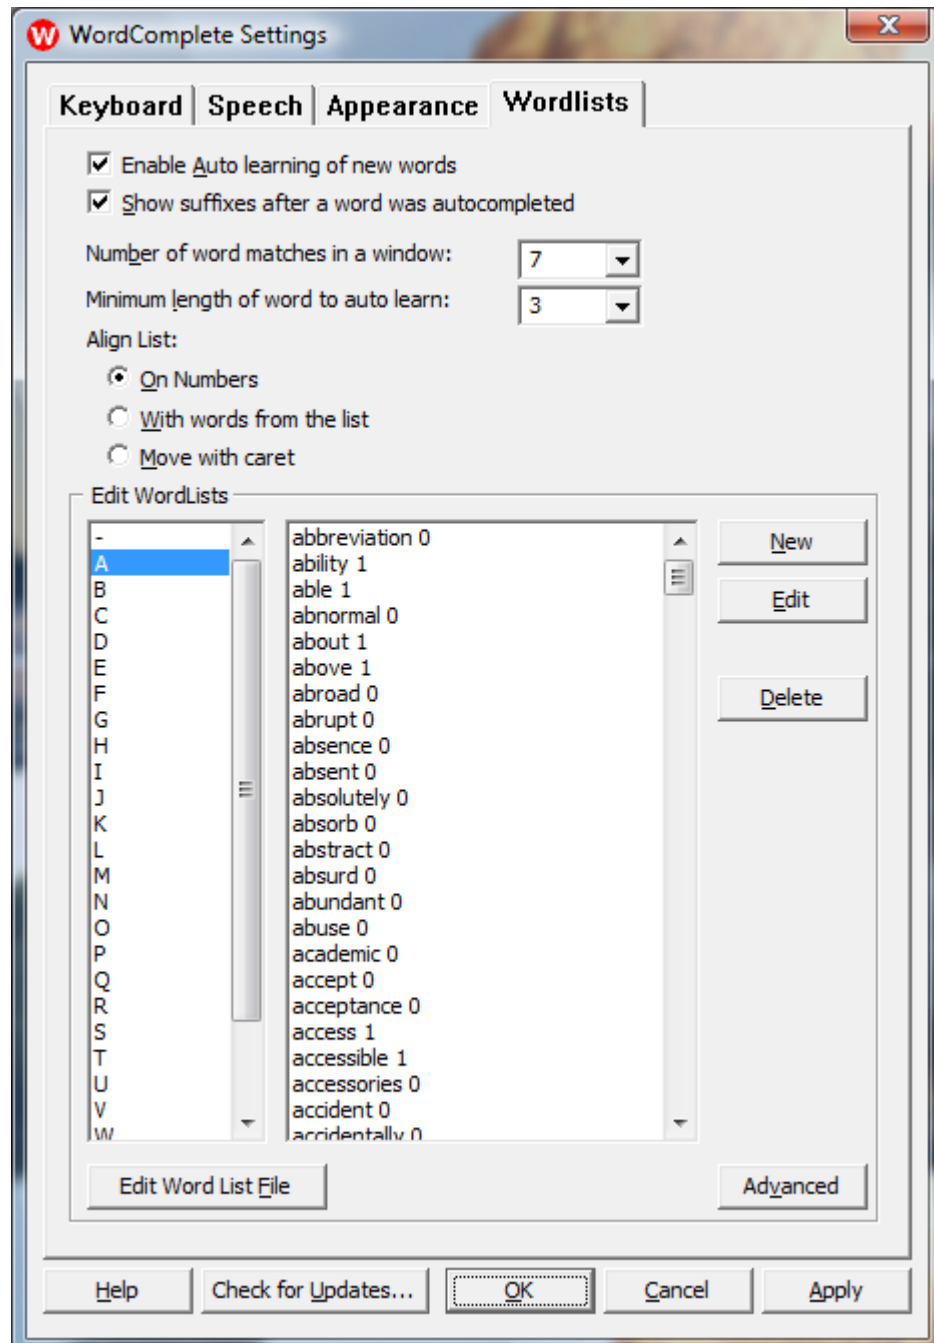 W WordComplete Settings
Keyboard Speech Appearance Wordlists
Enable Auto learning of new words
Show suffixes after a word was autocompleted
Number of word matches in a window: 7
Minimum length of word to auto learn: 3
Align List:
On Numbers
With words from the list
Move with caret
Edit WordLists
-
A
B
C
D
E
F
G
H
I
J
K
L
M
N
O
P
Q
R
S
T
U
V
W
abbreviation 0
ability 1
able 1
abnormal 0
about 1
above 1
abroad 0
abrupt 0
absence 0
absent 0
absolutely 0
absorb 0
abstract 0
absurd 0
abundant 0
abuse 0
academic 0
accept 0
acceptance 0
access 1
accessible 1
accessories 0
accident 0
accidentally 0
New
Edit
Delete
Edit Word List File Advanced
Help Check for Updates... OK Cancel Apply